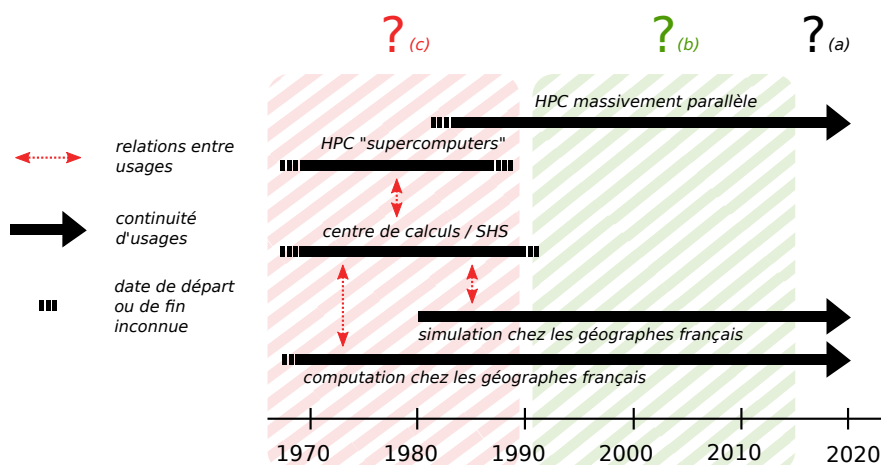 ? (c)
? (b)
? (a)
HPC massivement parallèle
HPC "supercomputers"
relations entre
usages
centre de calculs / SHS
continuité
d'usages
date de départ
ou de fin
inconnue
simulation chez les géographes français
computation chez les géographes français
1970 1980 1990 2000 2010 2020